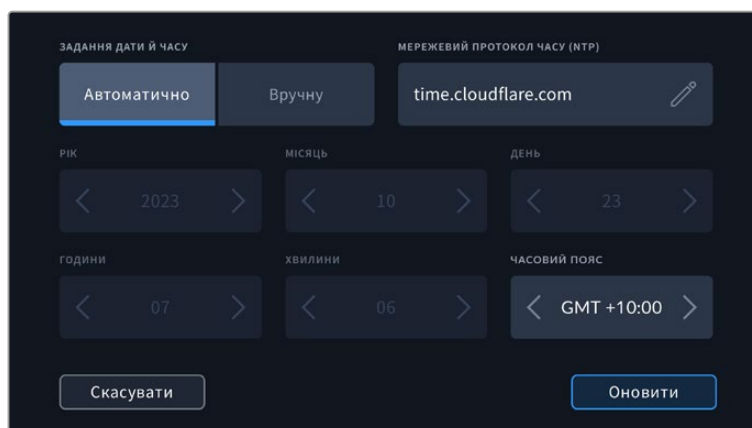 ЗАДАННЯ ДАТИ Й ЧАСУ
МЕРЕЖЕВИЙ ПРОТОКОЛ ЧАСУ (NTP)
Автоматично
Вручну
time.cloudflare.com
РІК
МІСЯЦЬ
ДЕНЬ
2023
10
23
ГОДИНИ
ХВИЛИНИ
ЧАСОВИЙ ПОЯС
07
06
GMT +10:00
Скасувати
Оновити